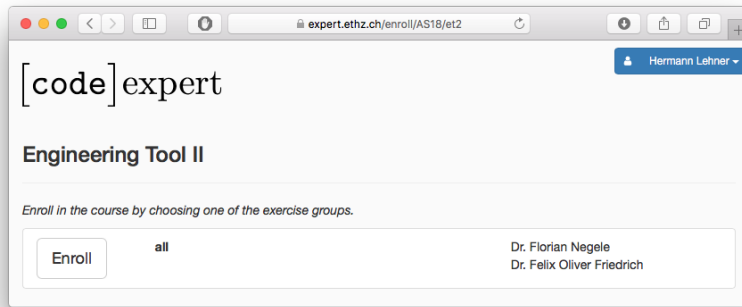 expert.ethz.ch/enroll/AS18/et2
Hermann Lehner
[code]expert
Engineering Tool II
Enroll in the course by choosing one of the exercise groups.
Enroll
all
Dr. Florian Negele
Dr. Felix Oliver Friedrich